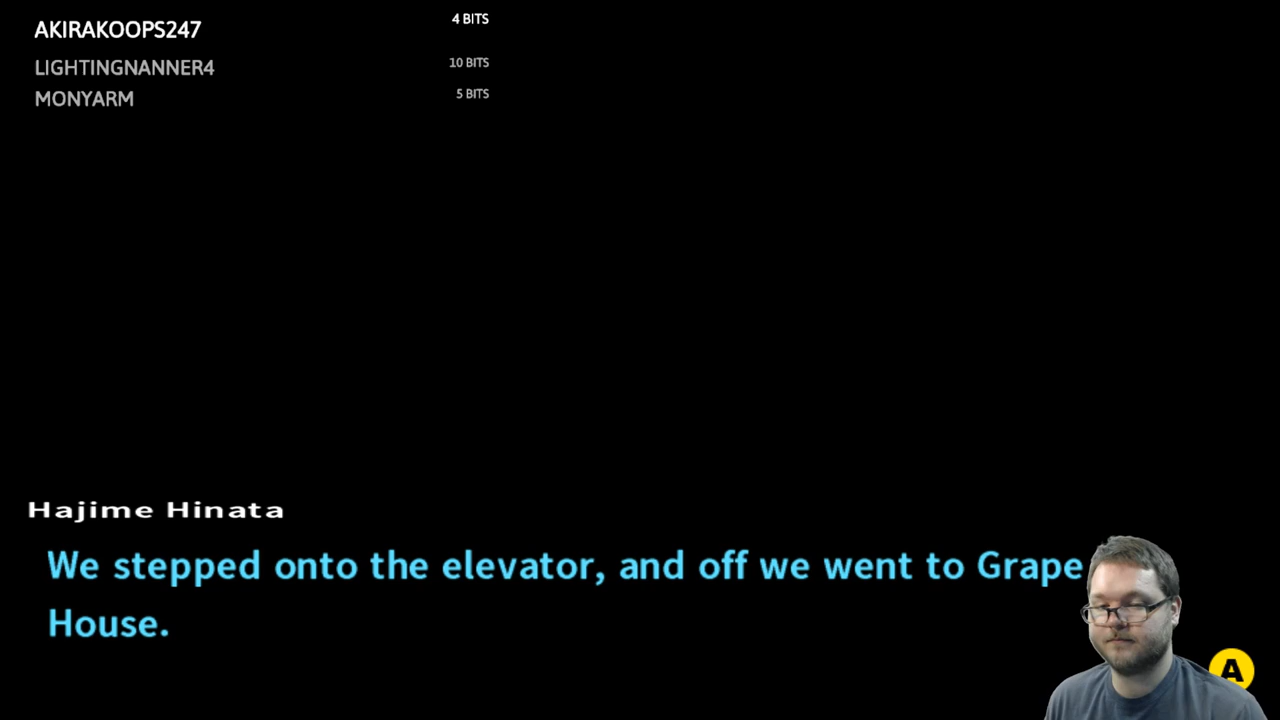 AKIRAKOOPS247 4 BITS
LIGHTINGNANNER4 10 BITS
MONYARM 5 BITS
Hajime Hinata
We stepped onto the elevator, and off we went to Grape
House.
A